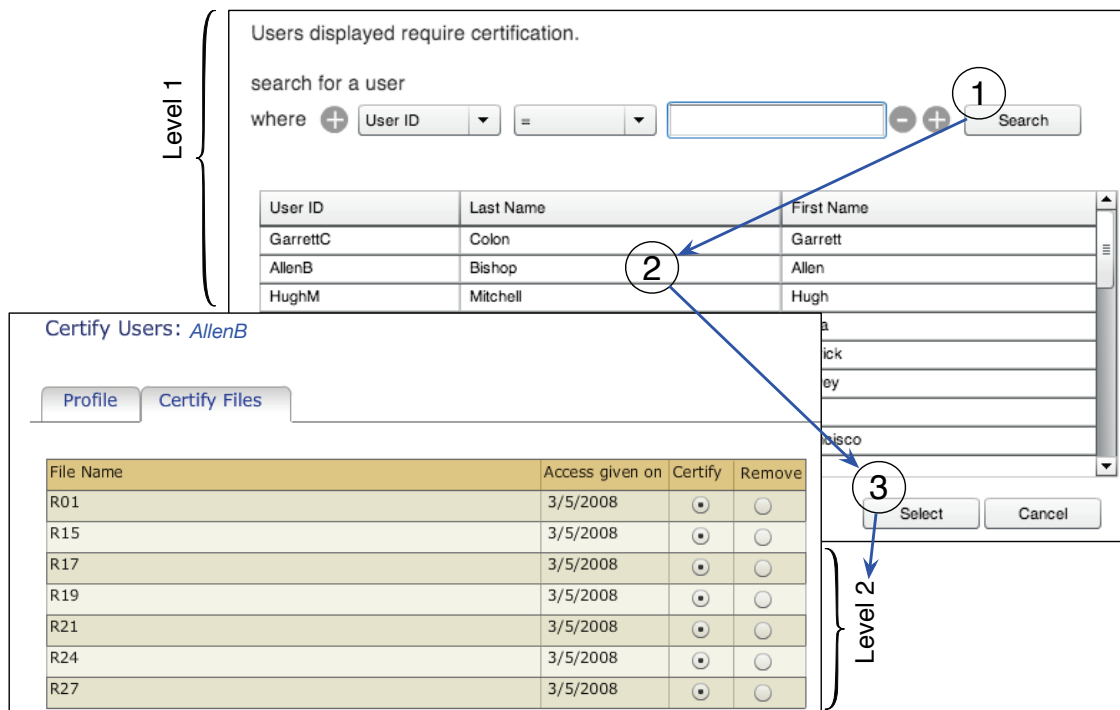 Users displayed require certification.
search for a user
where + User ID = - + Search
1
Level 1
User ID Last Name First Name
GarrettC Colon Garrett
AllenB Bishop Allen
2
HughM Mitchell Hugh
Certify Users: AllenB
Profile Certify Files
File Name Access given on Certify Remove
R01 3/5/2008
R15 3/5/2008
R17 3/5/2008
R19 3/5/2008
R21 3/5/2008
R24 3/5/2008
R27 3/5/2008
3
Select Cancel
Level 2